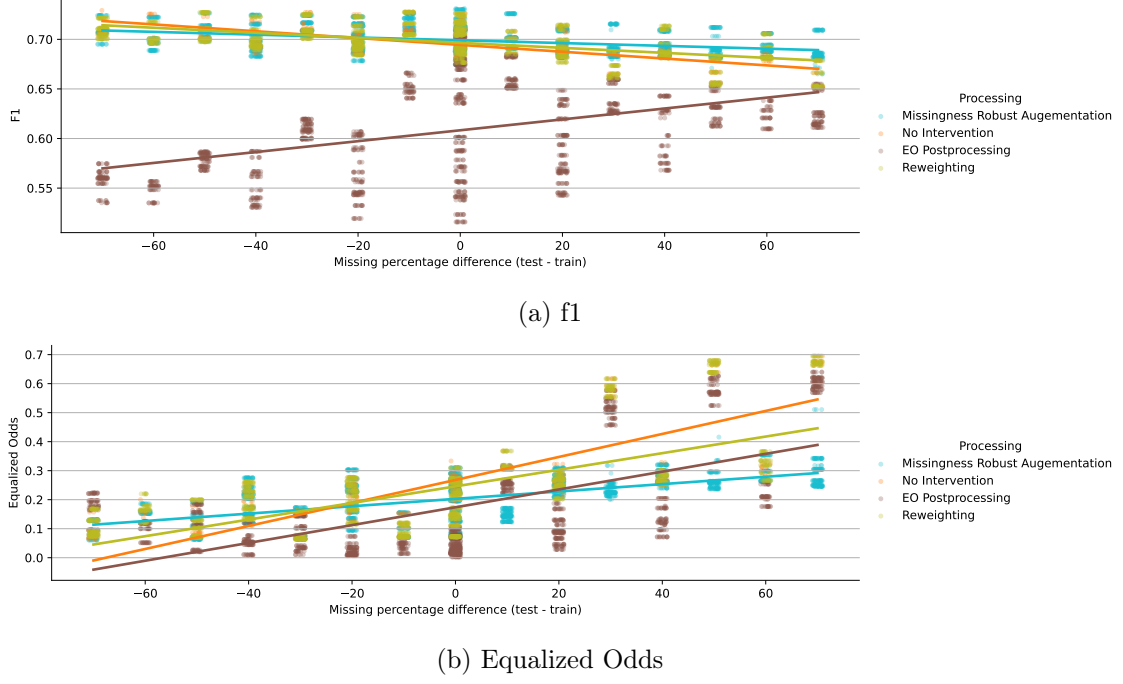 0.70
0.65
0.60
0.55
F1
−60
−40
−20
0
20
40
60
Missing percentage difference (test - train)
Processing
Missingness Robust Augementation
No Intervention
EO Postprocessing
Reweighting
(a) f1
0.7
0.6
0.5
0.4
0.3
0.2
0.1
0.0
Equalized Odds
−60
−40
−20
0
20
40
60
Missing percentage difference (test - train)
Processing
Missingness Robust Augementation
No Intervention
EO Postprocessing
Reweighting
(b) Equalized Odds